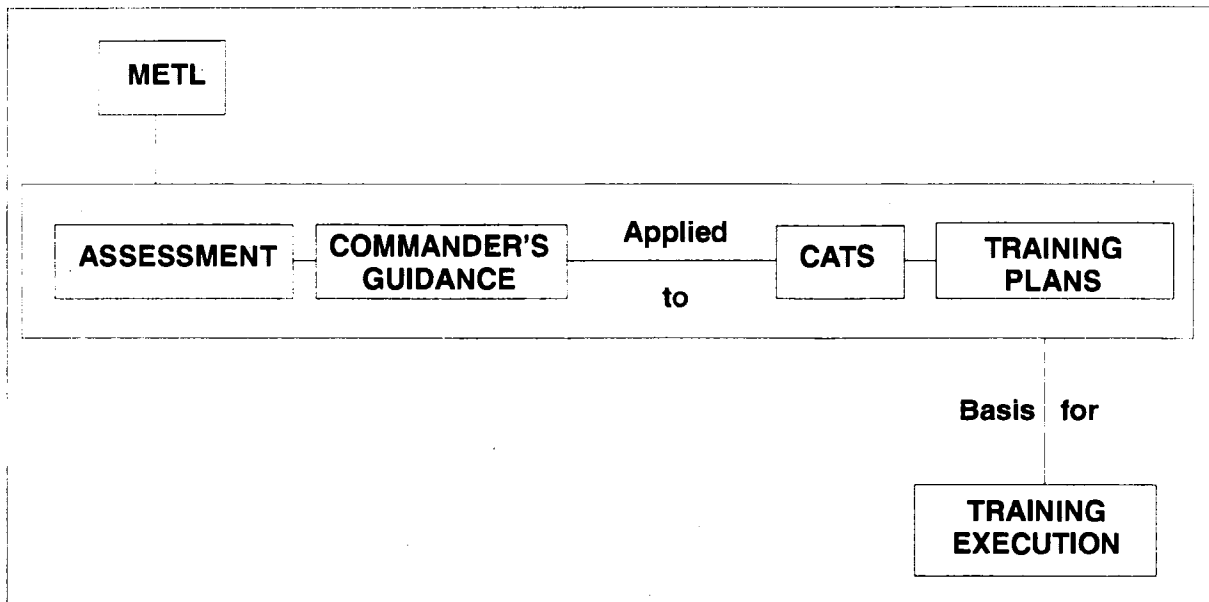 METL
ASSESSMENT
COMMANDER'S
GUIDANCE
Applied
to
CATS
TRAINING
PLANS
Basis for
TRAINING
EXECUTION